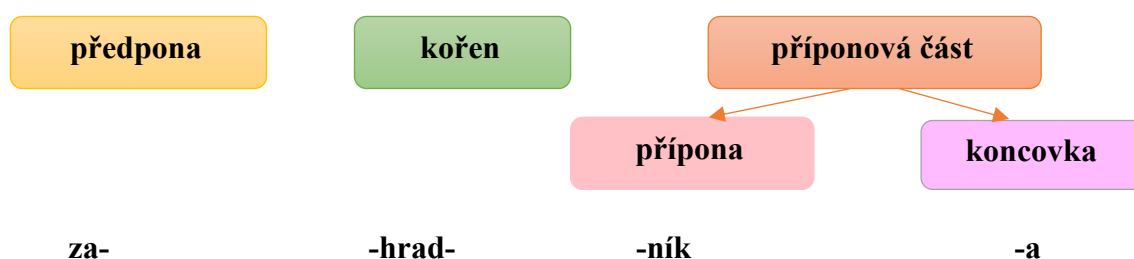 předpona kořen příponová část
přípona koncovka
za- -hrad- -ník -a